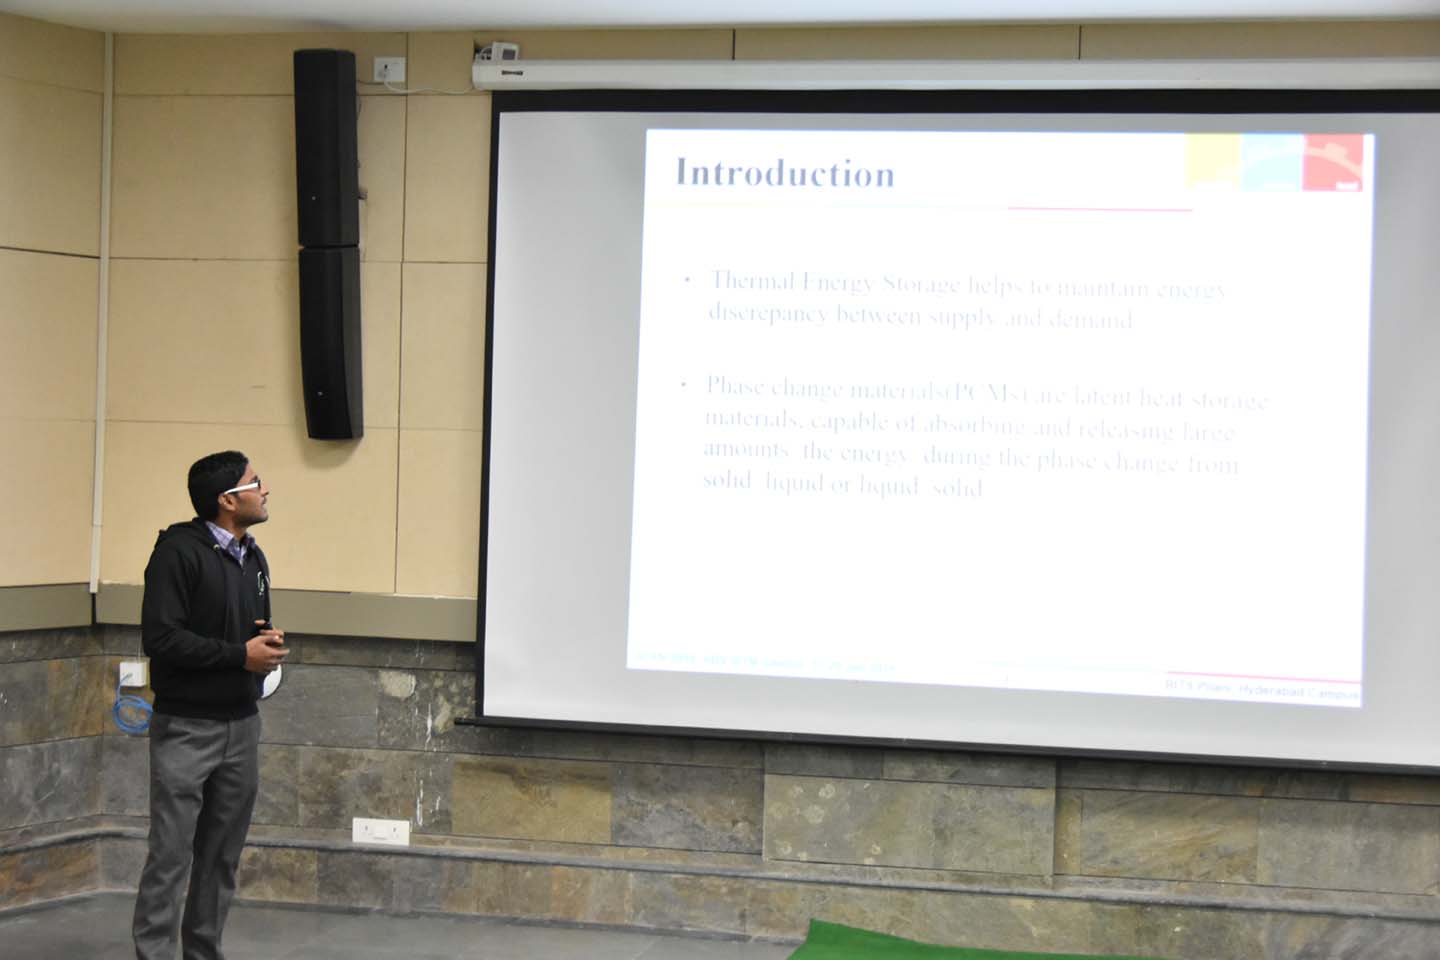 Introduction
• Thermal Energy Storage helps to maintain energy
discrepancy between supply and demand
• Phase change materials(PCMs) are latent heat storage
materials, capable of absorbing and releasing large
amounts the energy during the phase change from
solid liquid or liquid solid
BITS Pilani, Hyderabad Campus